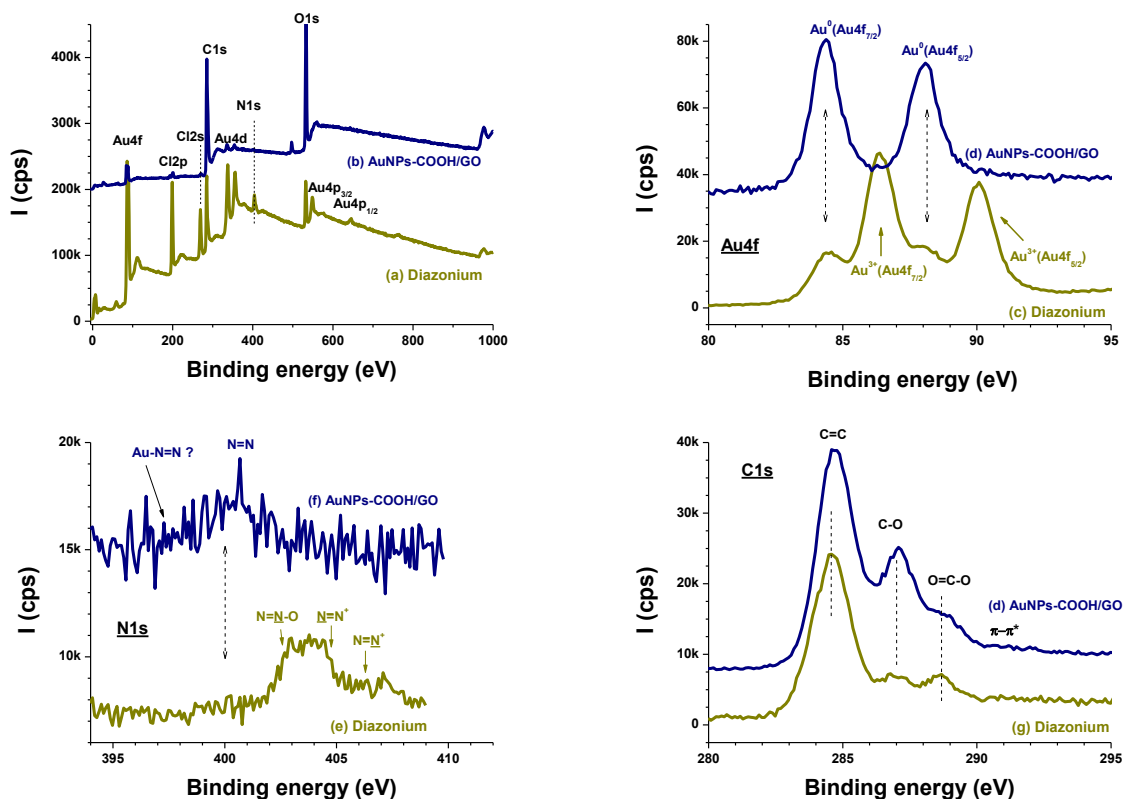 O1s
400k
C1s
N1s
300k
Cl2s
Au4f
Au4d
Cl2p
(b) AuNPs-COOH/GO
200k
Au4p3/2
Au4p1/2
100k
(a) Diazonium
0
0 200 400 600 800 1000
I (cps)
Binding energy (eV)
Au0(Au4f7/2)
80k
Au0(Au4f5/2)
60k
(d) AuNPs-COOH/GO
40k
Au4f
20k
Au3+(Au4f7/2)
Au3+(Au4f5/2)
(c) Diazonium
0
80 85 90 95
I (cps)
Binding energy (eV)
20k
Au-N=N ?
N=N
(f) AuNPs-COOH/GO
15k
N1s
N=N-O
N=N+
N=N+
10k
(e) Diazonium
395 400 405 410
I (cps)
Binding energy (eV)
C=C
40k
C1s
C-O
30k
O=C-O
20k
(d) AuNPs-COOH/GO
π−π*
10k
(g) Diazonium
0
280 285 290 295
I (cps)
Binding energy (eV)